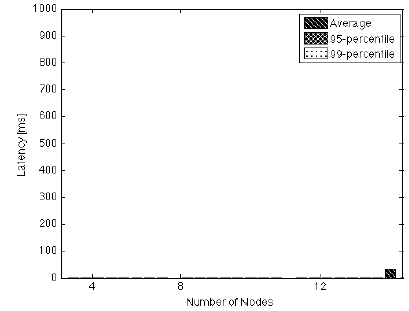 1000
Average
95-percentile
99-percentile
900
800
700
600
500
400
300
200
100
0
Latency [ms]
4 8 12
Number of Nodes